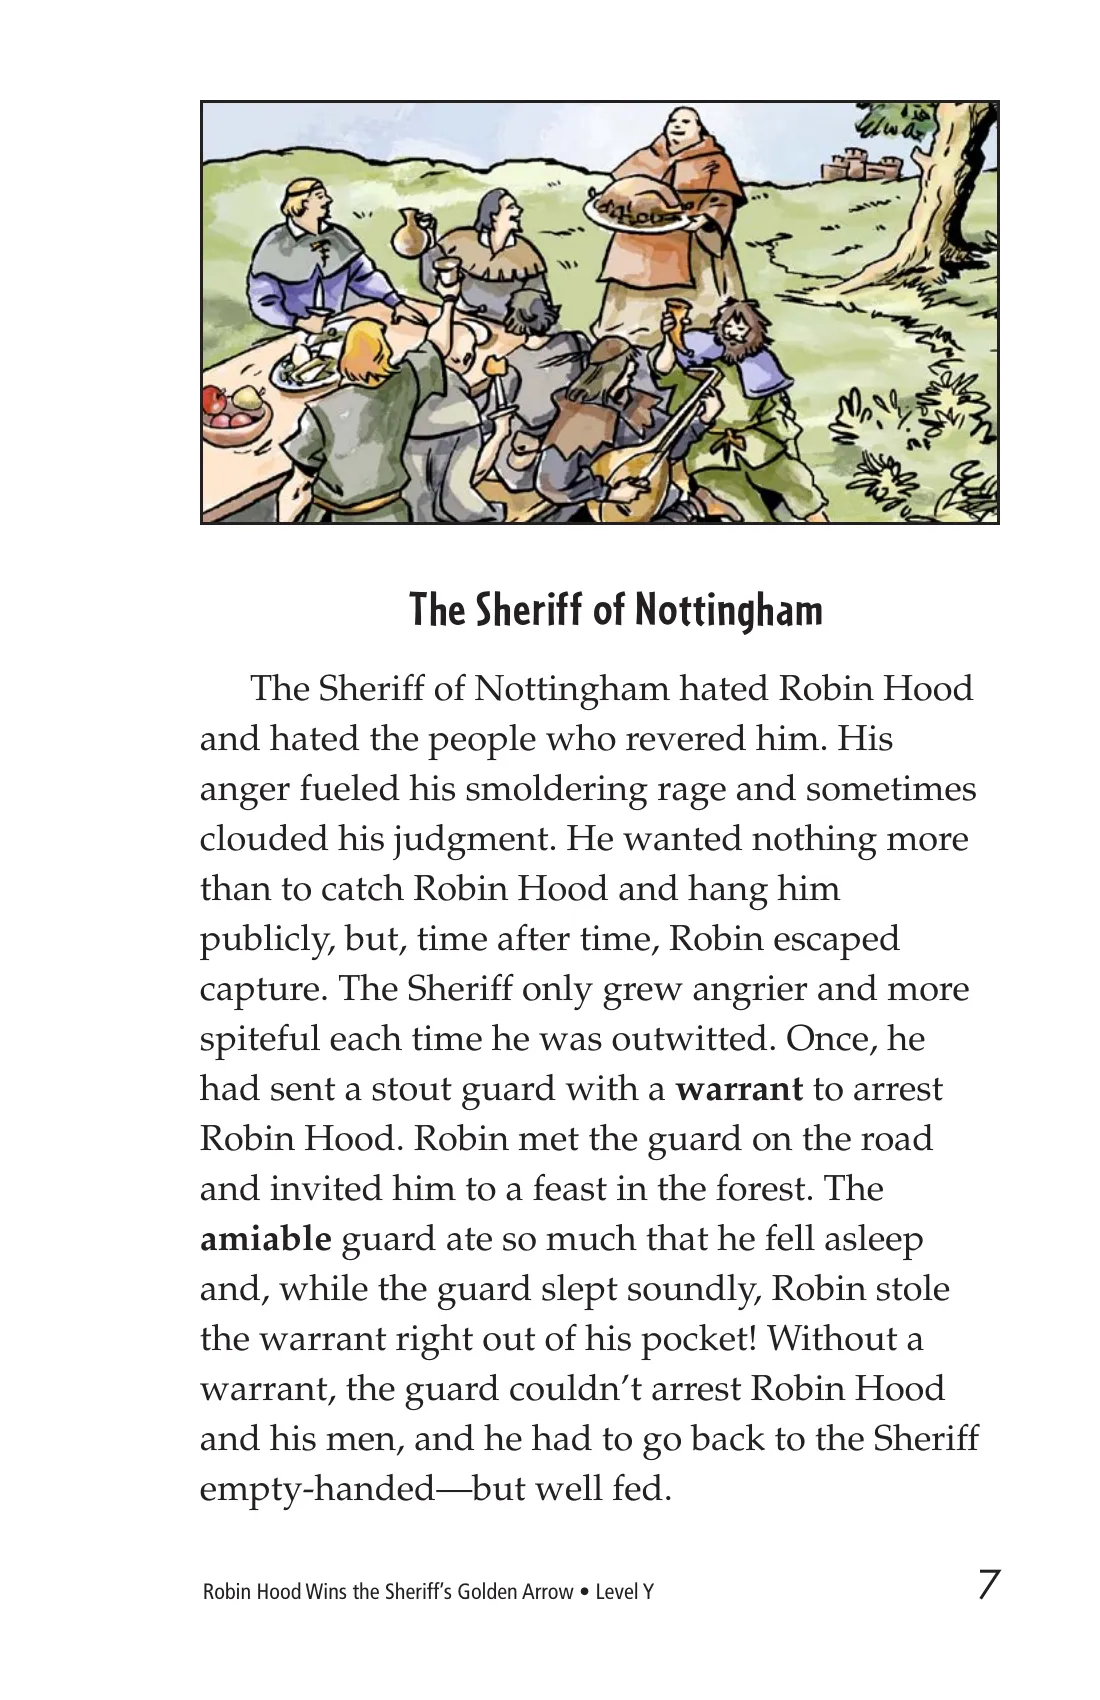 The Sheriff of Nottingham
The Sheriff of Nottingham hated Robin Hood
and hated the people who revered him. His
anger fueled his smoldering rage and sometimes
clouded his judgment. He wanted nothing more
than to catch Robin Hood and hang him
publicly, but, time after time, Robin escaped
capture. The Sheriff only grew angrier and more
spiteful each time he was outwitted. Once, he
had sent a stout guard with a warrant to arrest
Robin Hood. Robin met the guard on the road
and invited him to a feast in the forest. The
amiable guard ate so much that he fell asleep
and, while the guard slept soundly, Robin stole
the warrant right out of his pocket! Without a
warrant, the guard couldn’t arrest Robin Hood
and his men, and he had to go back to the Sheriff
empty-handed—but well fed.
Robin Hood Wins the Sheriff’s Golden Arrow • Level Y 7